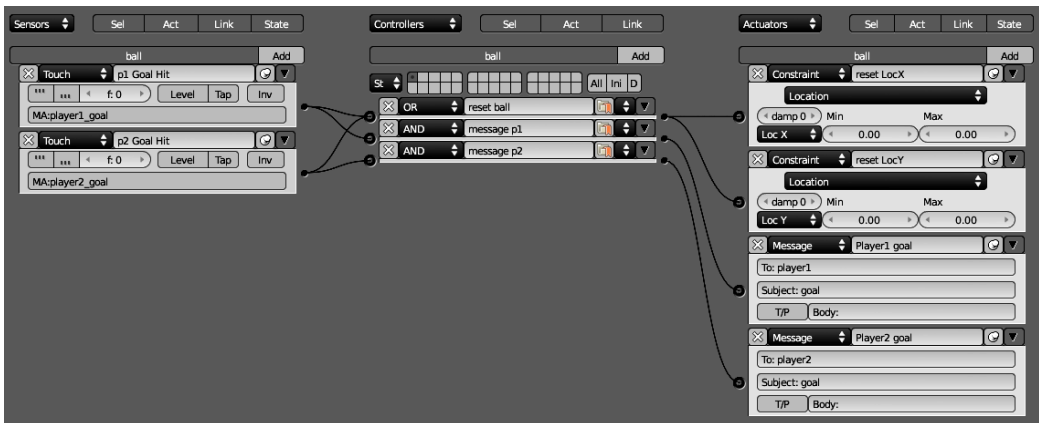 Sensors Sel Act Link State
ball Add
Touch p1 Goal Hit
f: 0 Level Tap Inv
MA:player1_goal
Touch p2 Goal Hit
f: 0 Level Tap Inv
MA:player2_goal
Controllers Sel Act Link
ball Add
St All Ini D
OR reset ball
AND message p1
AND message p2
Actuators Sel Act Link State
ball Add
Constraint reset LocX
Location
damp 0 Min Max
Loc X 0.00 0.00
Constraint reset LocY
Location
damp 0 Min Max
Loc Y 0.00 0.00
Message Player1 goal
To: player1
Subject: goal
T/P Body:
Message Player2 goal
To: player2
Subject: goal
T/P Body: